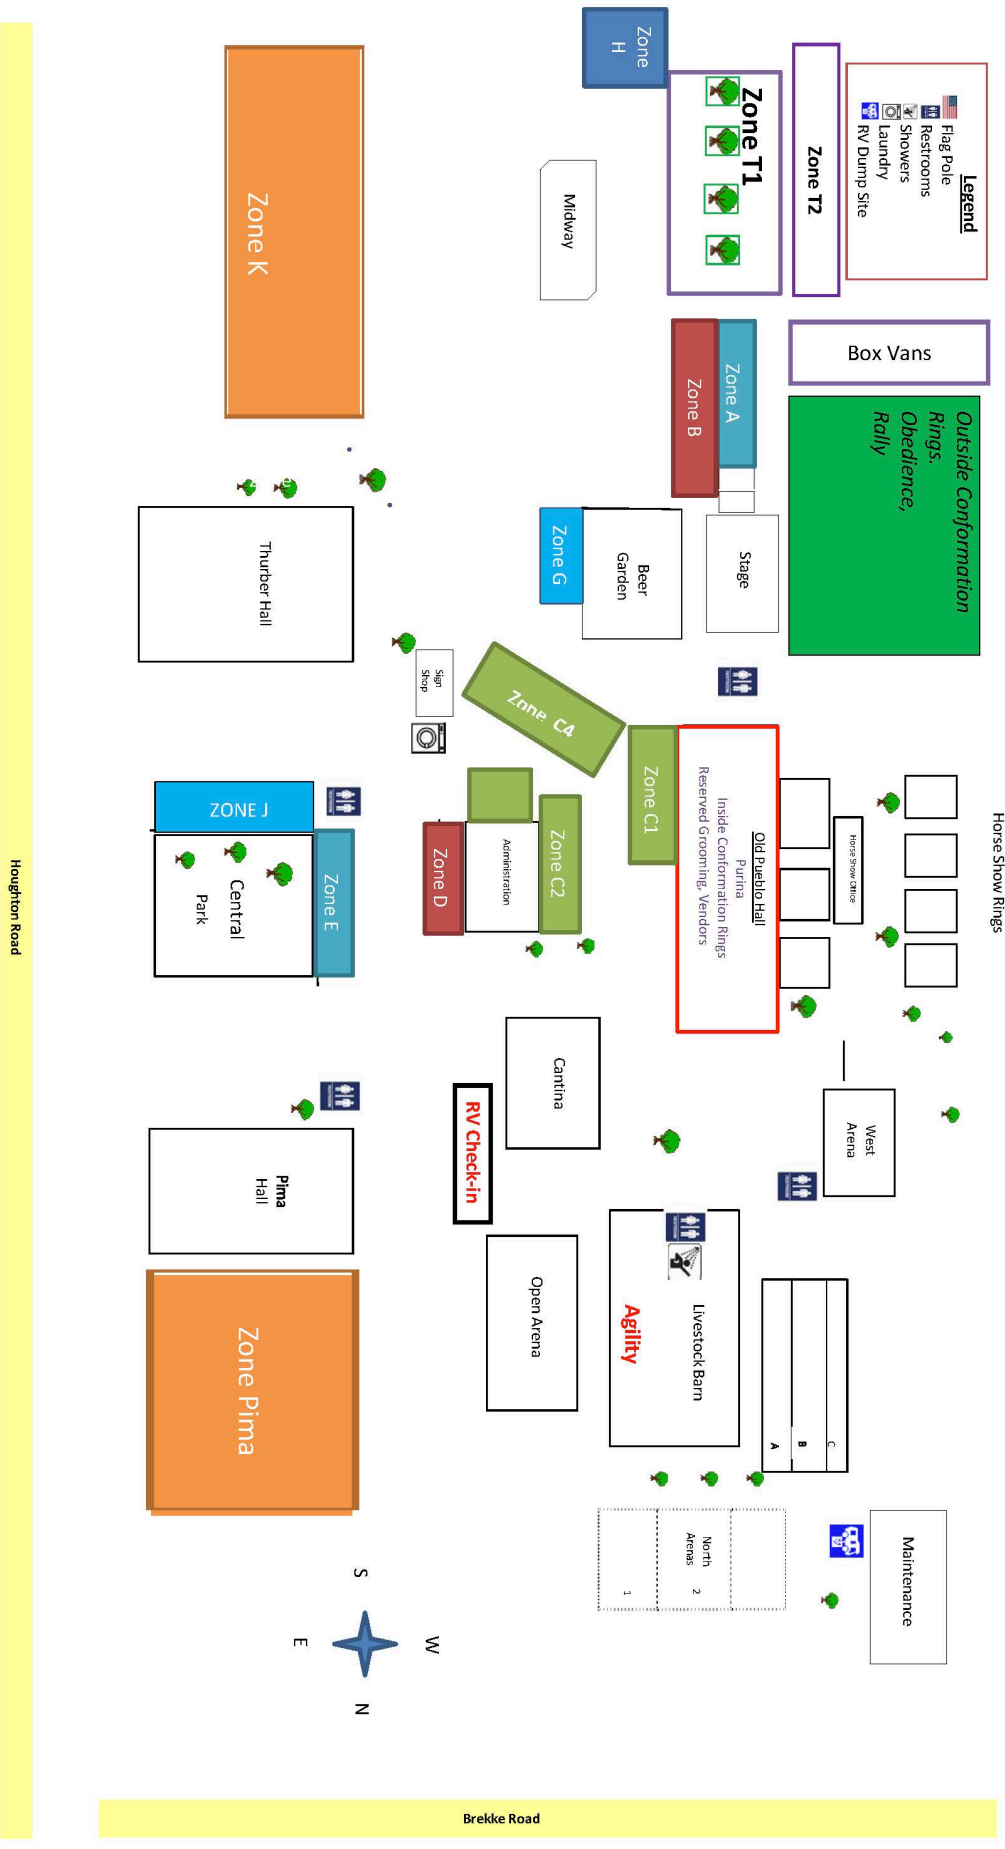 Legend
Flag Pole
Restrooms
Showers
Laundry
RV Dump Site
Zone T2
Zone T1
Zone
H
Midway
Zone K
Box Vans
Outside Conformation
Rings.
Obedience,
Rally
Zone A
Zone B
Stage
Beer
Garden
Zone G
Thurber Hall
Sign
Shop
Zone C4
Zone C1
Old Pueblo Hall
Purina
Inside Conformation Rings
Reserved Grooming, Vendors
Horse Show Office
Horse Show Rings
Zone C2
Administration
Zone D
ZONE J
Zone E
Central
Park
Cantina
RV Check-in
West
Arena
Pima
Hall
Livestock Barn
Agility
Open Arena
C
B
A
Zone Pima
North
Arenas
2
1
Maintenance
S
W
E
N
Houghton Road
Brekke Road